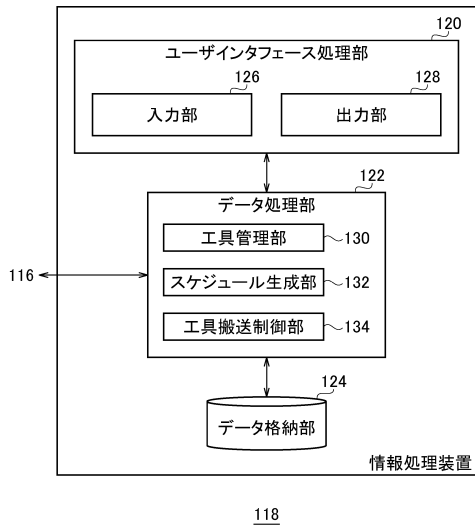 120
ユーザインタフェース処理部
126
128
入力部
出力部
122
データ処理部
工具管理部
130
116
スケジュール生成部
132
工具搬送制御部
134
124
データ格納部
情報処理装置
118